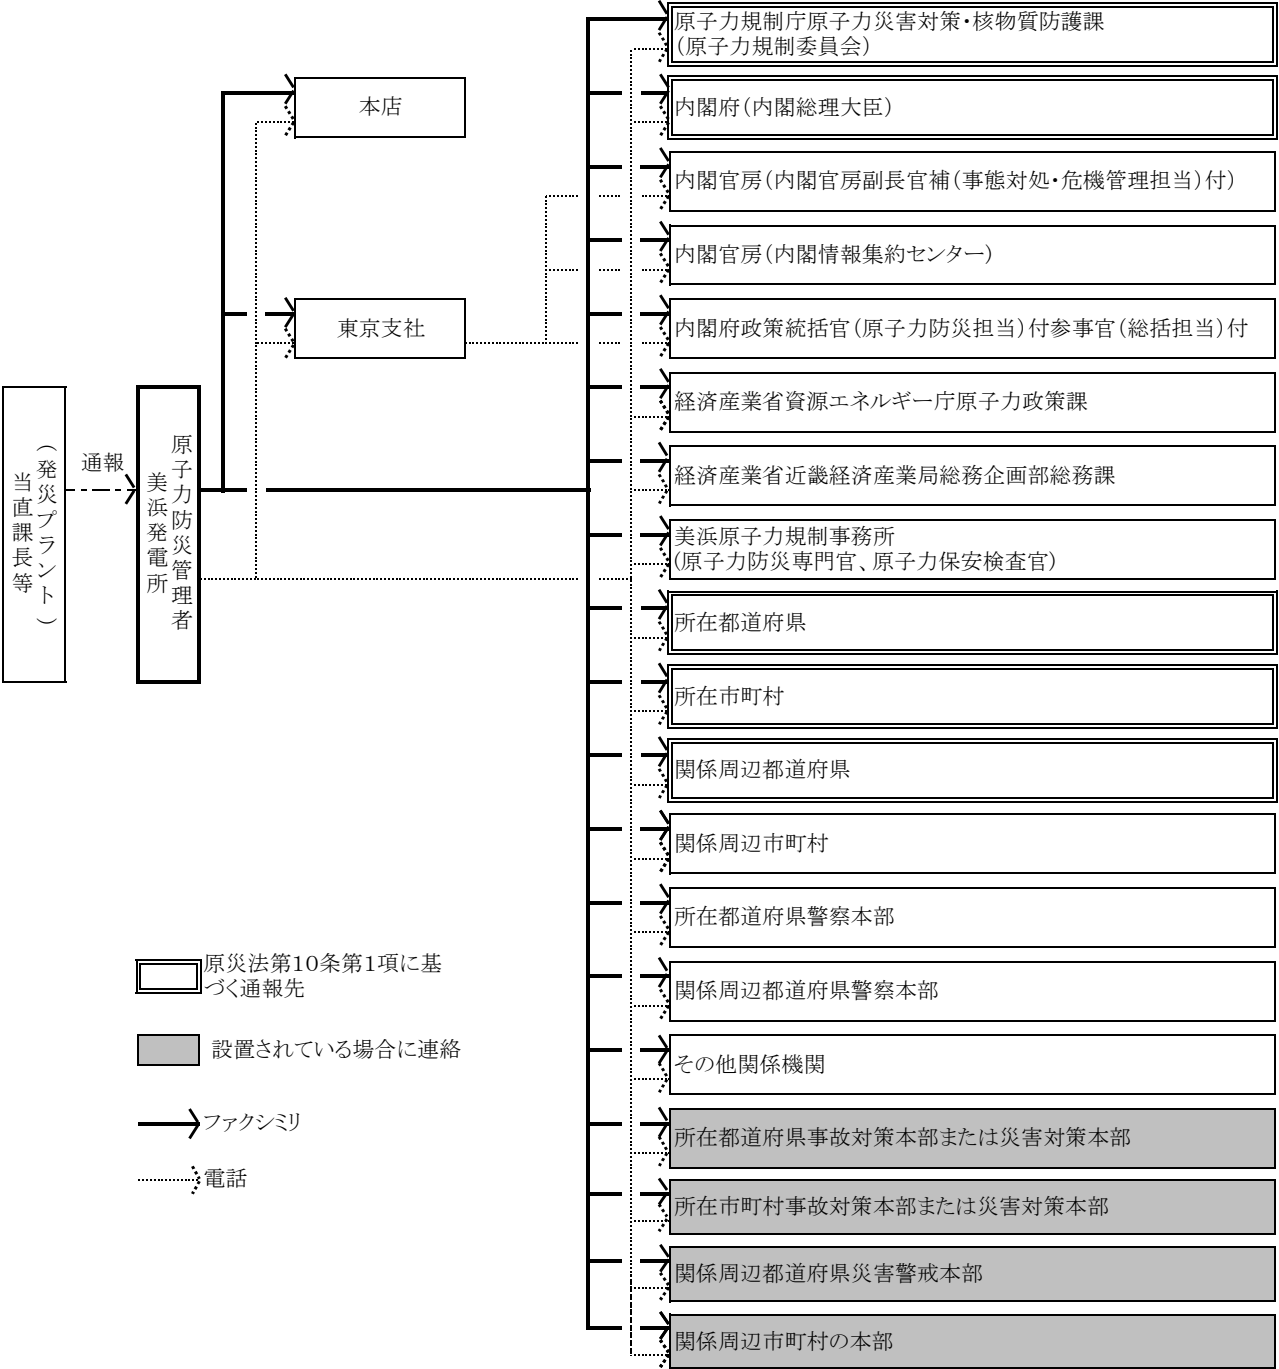 原子力規制庁原子力災害対策・核物質防護課
（原子力規制委員会）
内閣府（内閣総理大臣）
本店
内閣官房（内閣官房副長官補（事態対処・危機管理担当）付）
内閣官房（内閣情報集約センター）
東京支社
内閣府政策統括官（原子力防災担当）付参事官（総括担当）付
経済産業省資源エネルギー庁原子力政策課
（発災プラント）
当直課長等
通報
原子力防災管理者
美浜発電所
経済産業省近畿経済産業局総務企画部総務課
美浜原子力規制事務所
(原子力防災専門官、原子力保安検査官）
所在都道府県
所在市町村
関係周辺都道府県
関係周辺市町村
所在都道府県警察本部
関係周辺都道府県警察本部
その他関係機関
所在都道府県事故対策本部または災害対策本部
所在市町村事故対策本部または災害対策本部
関係周辺都道府県災害警戒本部
関係周辺市町村の本部
原災法第10条第1項に基
づく通報先
設置されている場合に連絡
ファクシミリ
電話